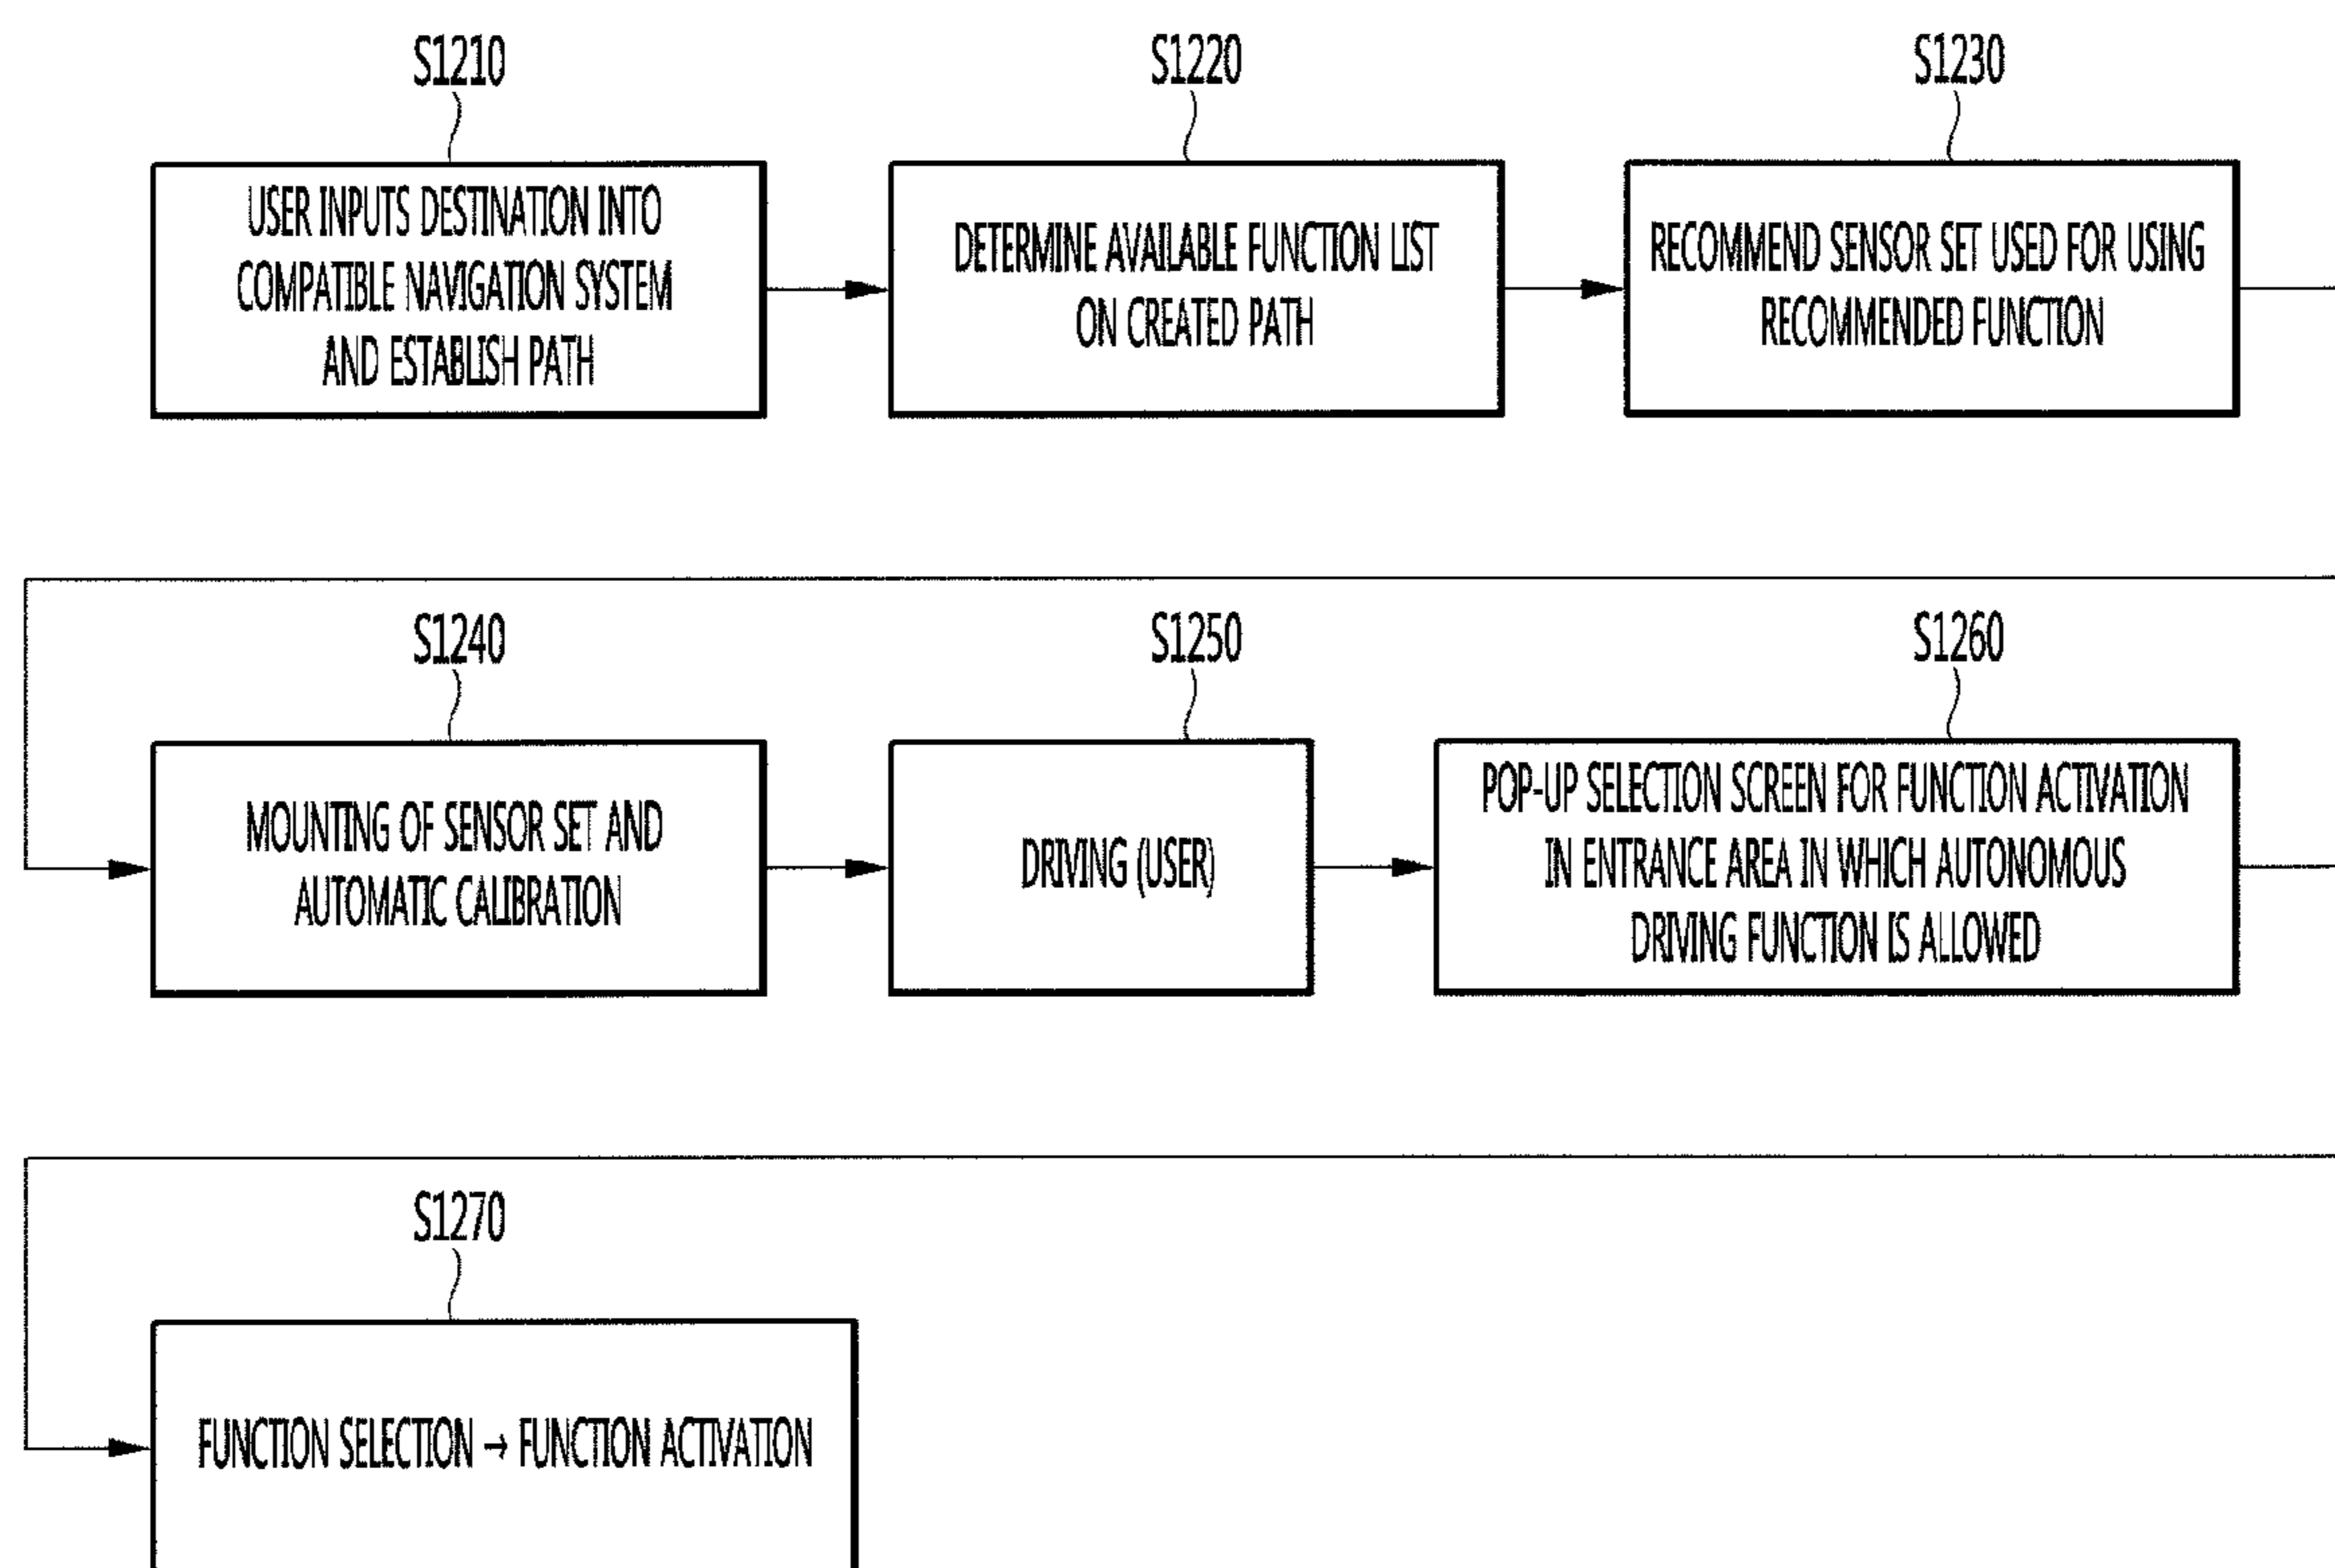 S1210
S1220
S1230
USER INPUTS DESTINATION INTO
COMPATIBLE NAVIGATION SYSTEM
AND ESTABLISH PATH
DETERMINE AVAILABLE FUNCTION LIST
ON CREATED PATH
RECOMMEND SENSOR SET USED FOR USING
RECOMMENDED FUNCTION
S1240
S1250
S1260
MOUNTING OF SENSOR SET AND
AUTOMATIC CALIBRATION
DRIVING (USER)
POP-UP SELECTION SCREEN FOR FUNCTION ACTIVATION
IN ENTRANCE AREA IN WHICH AUTONOMOUS
DRIVING FUNCTION IS ALLOWED
S1270
FUNCTION SELECTION → FUNCTION ACTIVATION